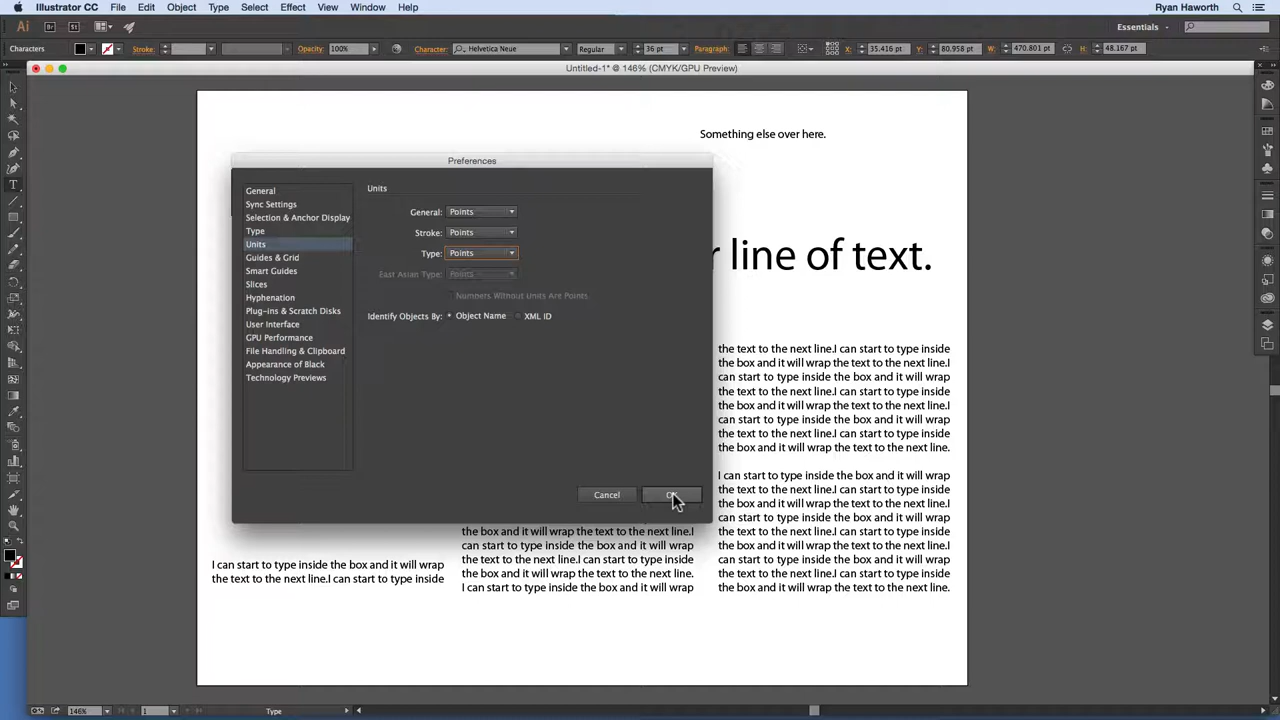 Illustrator CC File Edit Object Type Select Effect View Window Help Ryan Haworth
Ai Br St Essentials
Characters Stroke: Opacity: 100% Character: Helvetica Neue Regular 36 pt Paragraph: X: 35.416 pt Y: 80.958 pt W: 470.801 pt H: 48.167 pt
Untitled-1* @ 146% (CMYK/GPU Preview)
Something else over here.
Preferences
General
Sync Settings
Selection & Anchor Display
Type
Units
Guides & Grid
Smart Guides
Slices
Hyphenation
Plug-ins & Scratch Disks
User Interface
GPU Performance
File Handling & Clipboard
Appearance of Black
Technology Previews
Units
General: Points
Stroke: Points
Type: Points
East Asian Type: Points
Numbers Without Units Are Points
Identify Objects By: Object Name XML ID
Cancel
r line of text.
I can start to type inside the box and it will wrap
the text to the next line.I can start to type inside
the box and it will wrap the text to the next line.I
can start to type inside the box and it will wrap
the text to the next line.I can start to type inside
the box and it will wrap the text to the next line.
I can start to type inside the box and it will wrap
the text to the next line.I can start to type inside
the box and it will wrap the text to the next line.I
can start to type inside the box and it will wrap
the text to the next line.I can start to type inside
the box and it will wrap the text to the next line.I
can start to type inside the box and it will wrap
the text to the next line.I can start to type inside
the box and it will wrap the text to the next line.
I can start to type inside the box and it will wrap
the text to the next line.I can start to type inside
the box and it will wrap the text to the next line.I
can start to type inside the box and it will wrap
the text to the next line.I can start to type inside
the box and it will wrap the text to the next line.I
can start to type inside the box and it will wrap
the text to the next line.I can start to type inside
the box and it will wrap the text to the next line.
146% 1 Type